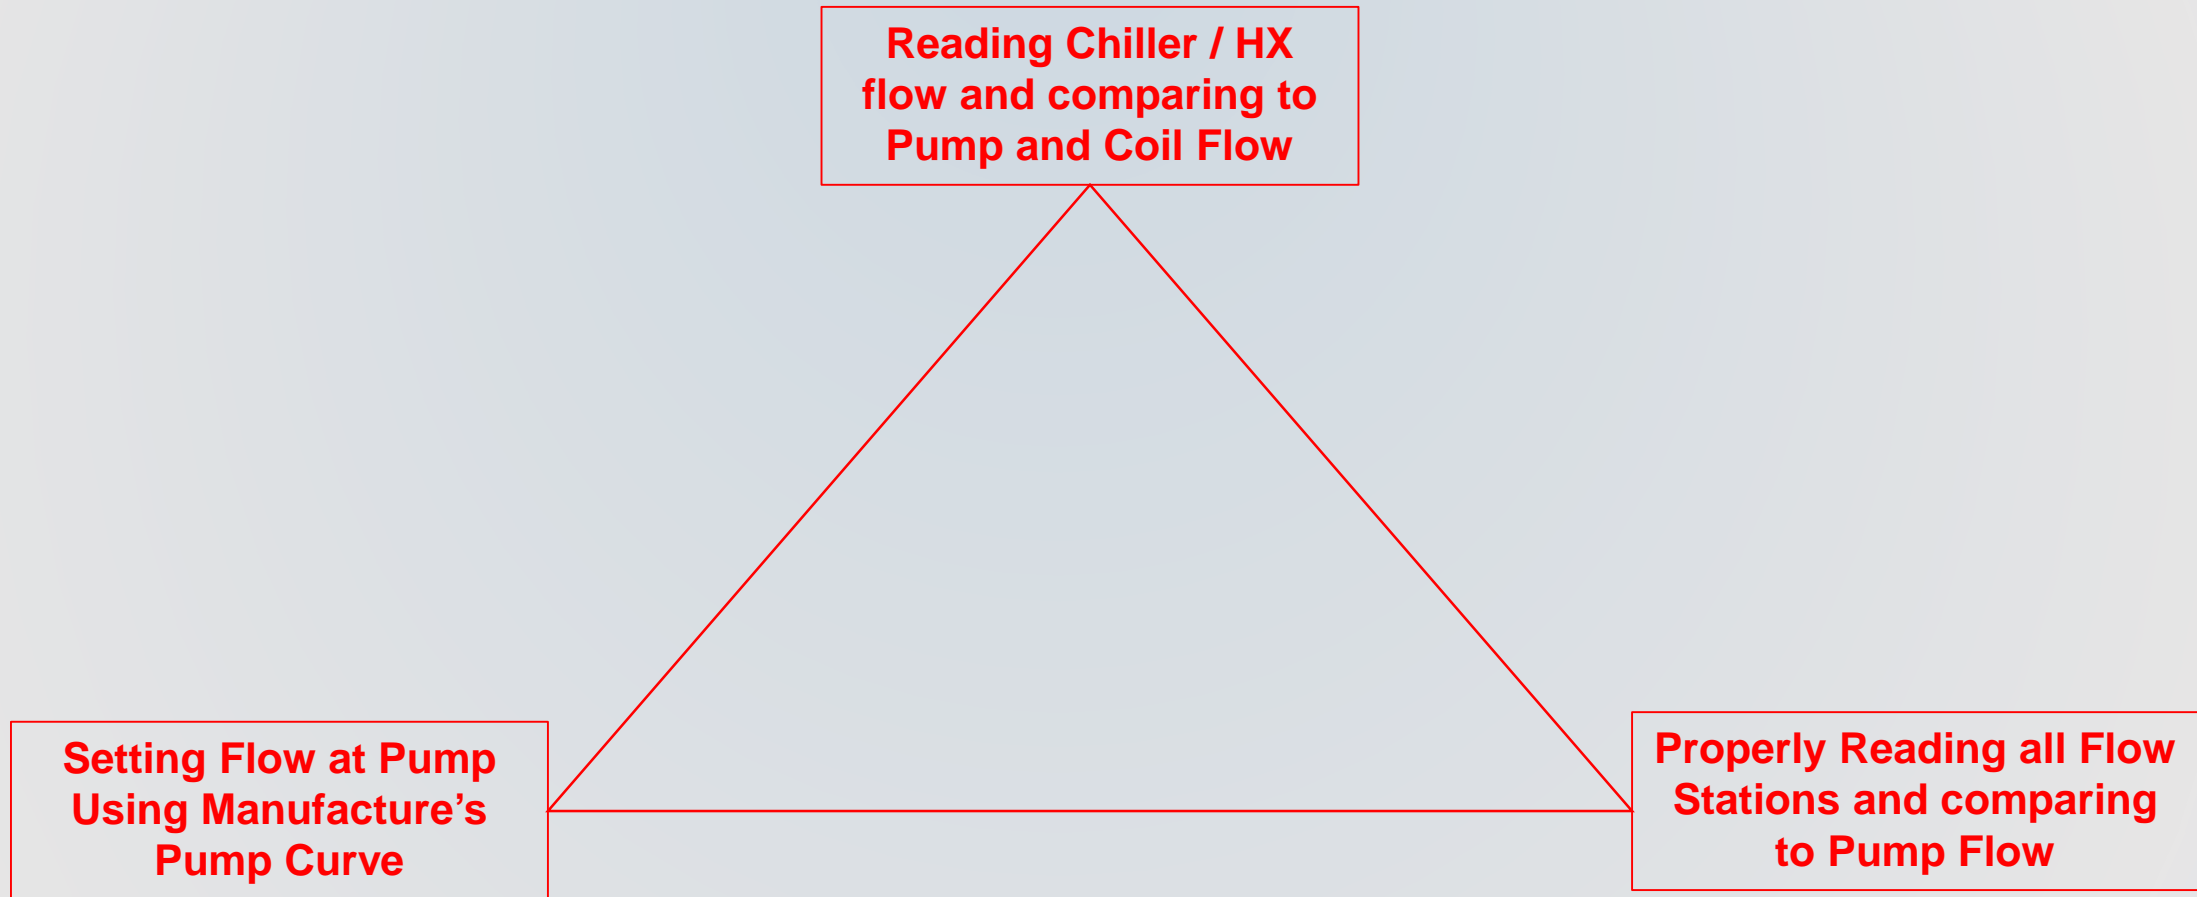 Reading Chiller / HX
flow and comparing to
Pump and Coil Flow
Setting Flow at Pump
Using Manufacture’s
Pump Curve
Properly Reading all Flow
Stations and comparing
to Pump Flow